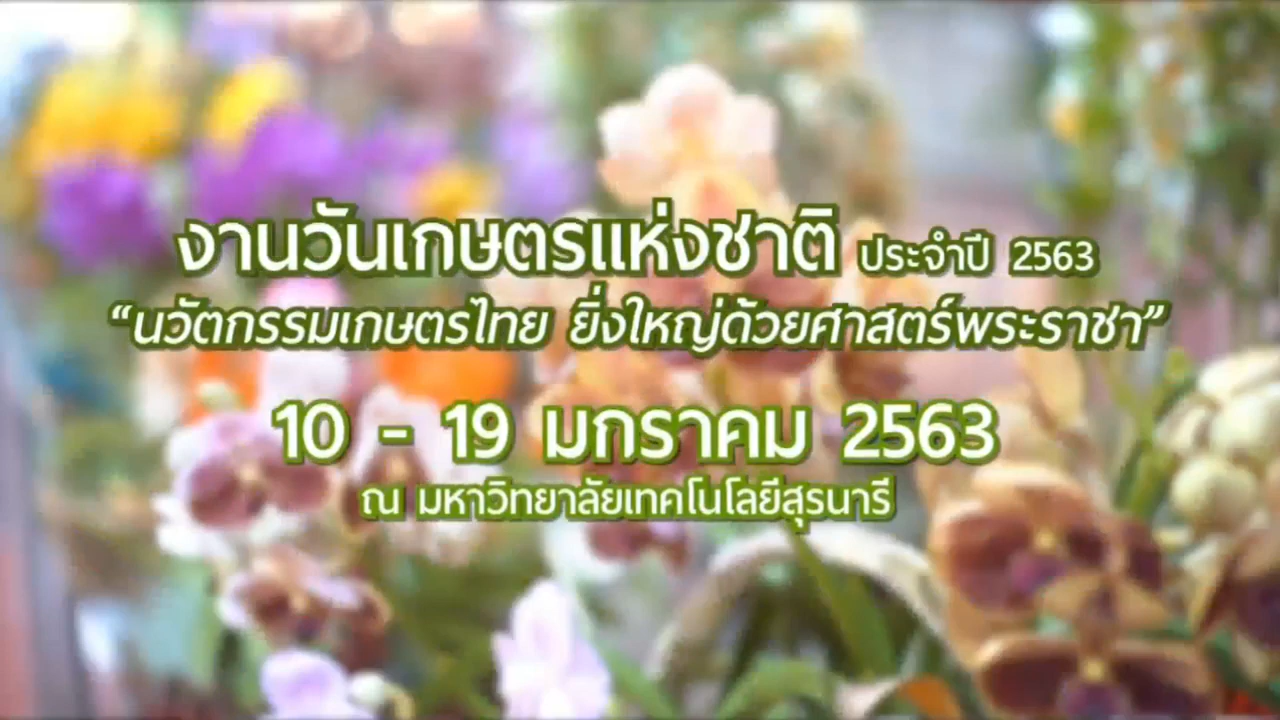 งานวันเกษตรแห่งชาติ ประจำปี 2563
“นวัตกรรมเกษตรไทย ยิ่งใหญ่ด้วยศาสตร์พระราชา”
10 - 19 มกราคม 2563
ณ มหาวิทยาลัยเทคโนโลยีสุรนารี